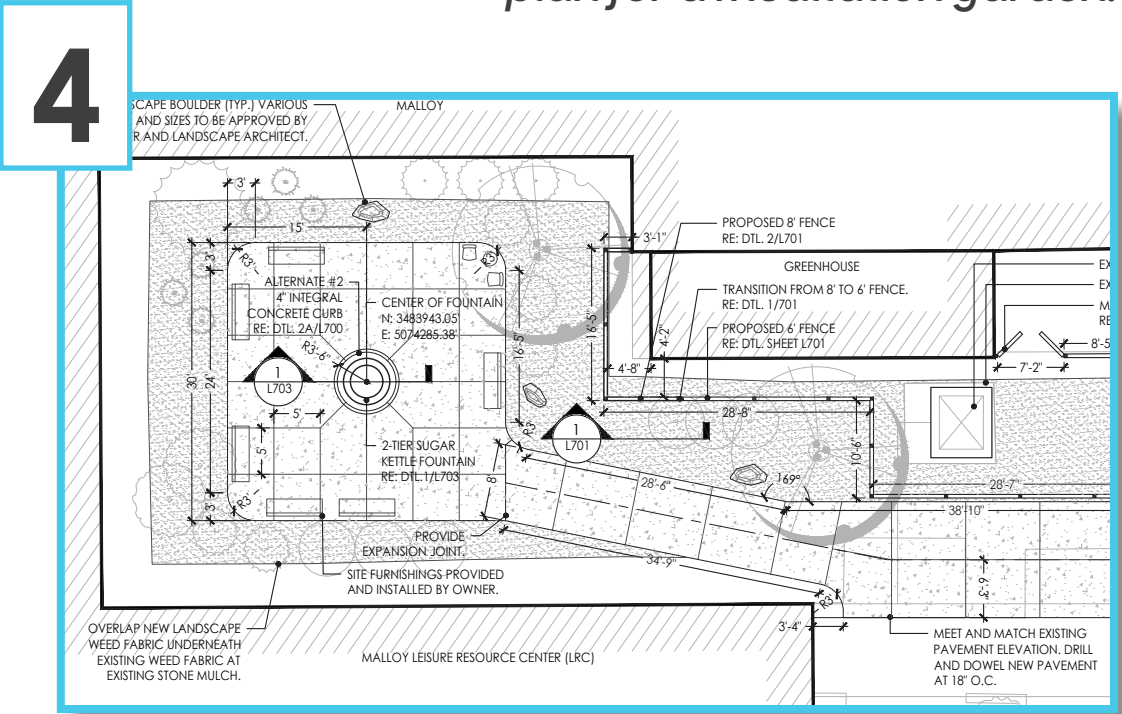 plan for a meditation garden.
4
SCAPE BOULDER (TYP.) VARIOUS
AND SIZES TO BE APPROVED BY
R AND LANDSCAPE ARCHITECT.
MALLOY
3'
15'
R3'
R3'
3'
ALTERNATE #2
4" INTEGRAL
CONCRETE CURB
RE: DTL. 2A/L700
CENTER OF FOUNTAIN
N: 3483943.05'
E: 5074285.38'
R3'-6"
1
L703
30'
24'
5'
5'
16'-5"
2-TIER SUGAR
KETTLE FOUNTAIN
RE: DTL.1/L703
3'
R3'
R3'
8'
PROVIDE
EXPANSION JOINT.
SITE FURNISHINGS PROVIDED
AND INSTALLED BY OWNER.
OVERLAP NEW LANDSCAPE
WEED FABRIC UNDERNEATH
EXISTING WEED FABRIC AT
EXISTING STONE MULCH.
MALLOY LEISURE RESOURCE CENTER (LRC)
3'-1"
PROPOSED 8' FENCE
RE: DTL. 2/L701
GREENHOUSE
TRANSITION FROM 8' TO 6' FENCE.
RE: DTL. 1/701
PROPOSED 6' FENCE
RE: DTL. SHEET L701
16'-5"
4'-2"
4'-8"
28'-8"
1
L701
10'-6"
28'-6"
169°
34'-9"
28'-7"
38'-10"
R3'
3'-4"
6'-3"
EX
EX
M
RE
8'-5
7'-2"
MEET AND MATCH EXISTING
PAVEMENT ELEVATION. DRILL
AND DOWEL NEW PAVEMENT
AT 18" O.C.